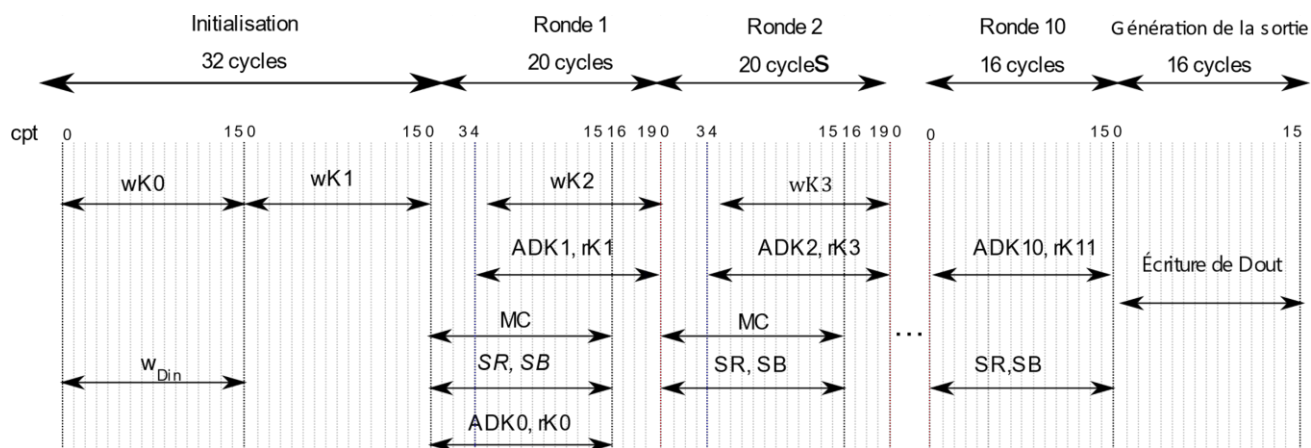 Initialisation Ronde 1 Ronde 2 Ronde 10 Génération de la sortie
32 cycles 20 cycles 20 cycleS 16 cycles 16 cycles
cpt 0 15 0 15 0 3 4 15 16 19 0 3 4 15 16 19 0 0 15 0 15
wK0 wK1 wK2 wK3
ADK1, rK1 ADK2, rK3 ADK10, rK11 Écriture de Dout
MC MC ...
w_Din SR, SB SR, SB SR,SB
ADK0, rK0